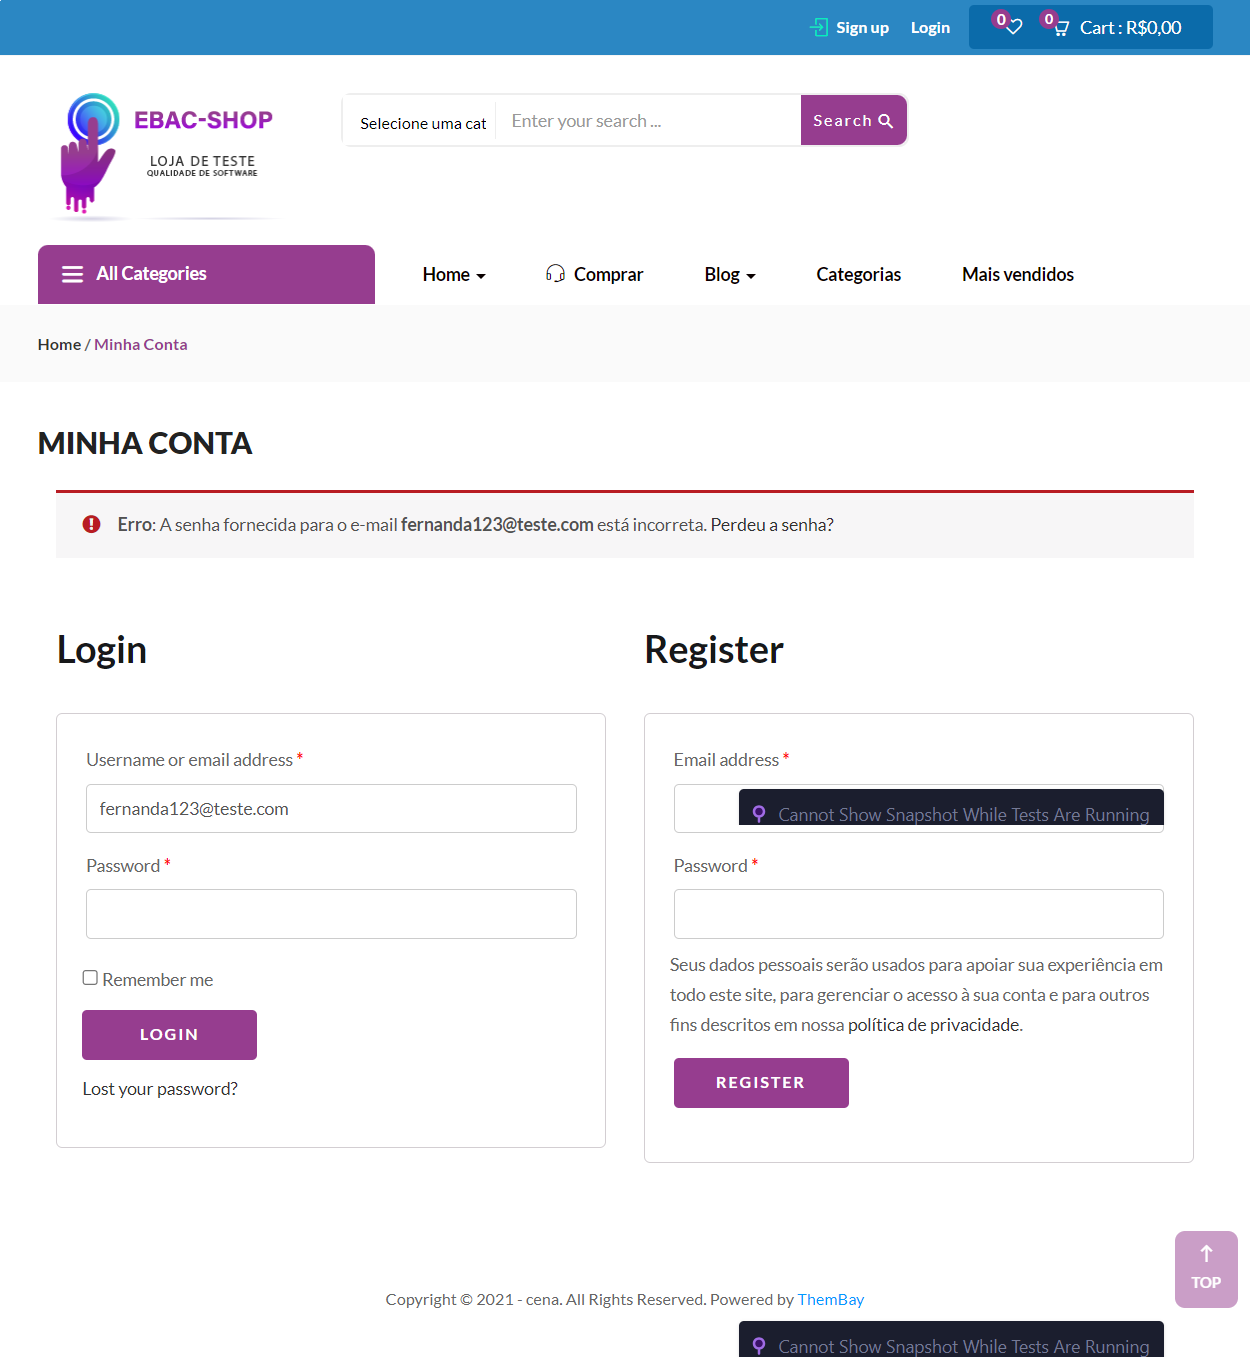 Sign up
Login
0
0
Cart : R$0,00
EBAC-SHOP
LOJA DE TESTE
QUALIDADE DE SOFTWARE
Selecione uma cat
Enter your search ...
Search
All Categories
Home
Comprar
Blog
Categorias
Mais vendidos
Home / Minha Conta
MINHA CONTA
Erro: A senha fornecida para o e-mail fernanda123@teste.com está incorreta. Perdeu a senha?
Login
Username or email address *
fernanda123@teste.com
Password *
Remember me
LOGIN
Lost your password?
Register
Email address *
Cannot Show Snapshot While Tests Are Running
Password *
Seus dados pessoais serão usados para apoiar sua experiência em
todo este site, para gerenciar o acesso à sua conta e para outros
fins descritos em nossa política de privacidade.
REGISTER
TOP
Copyright © 2021 - cena. All Rights Reserved. Powered by ThemBay
Cannot Show Snapshot While Tests Are Running